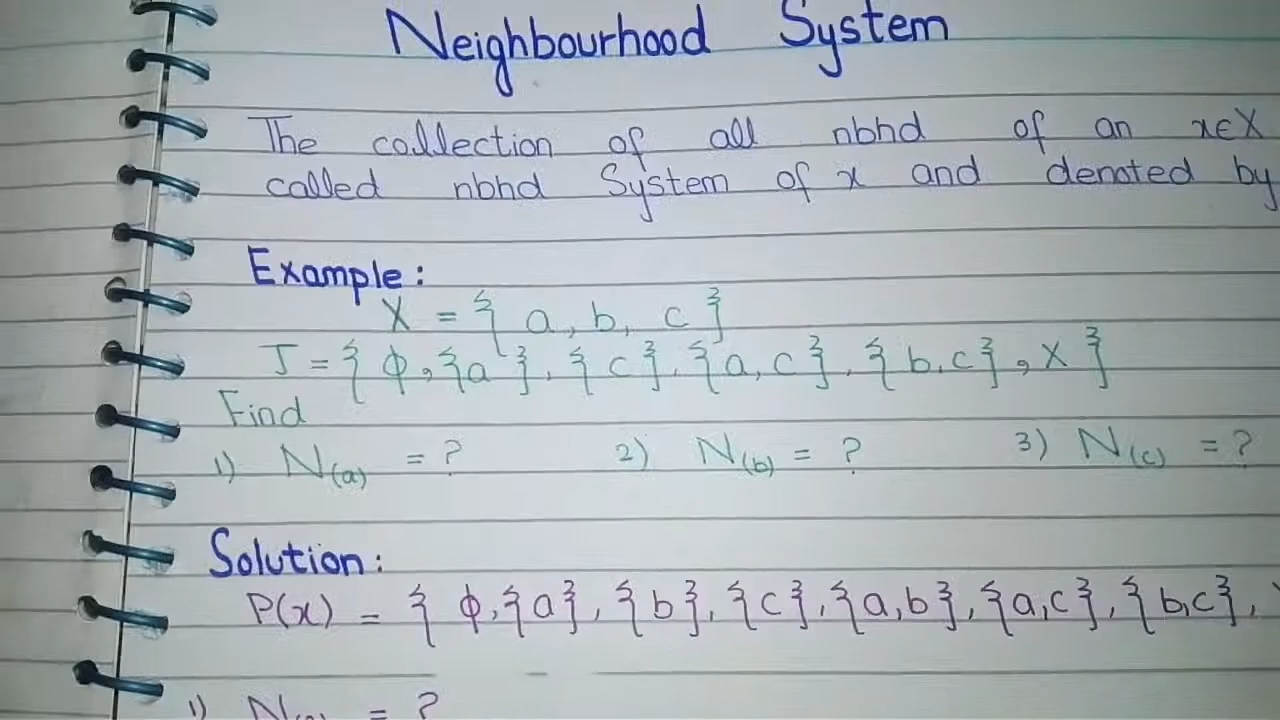 Neighbourhood System
The collection of all nbhd of an x∈X
called nbhd System of x and denoted by
Example:
X = { a, b, c }
J = { ϕ, {a}, {c}, {a, c}, {b, c}, X }
Find
1) N(a) = ? 2) N(b) = ? 3) N(c) = ?
Solution:
P(x) = { ϕ, {a}, {b}, {c}, {a, b}, {a, c}, {b, c},
1) N(a) = ?